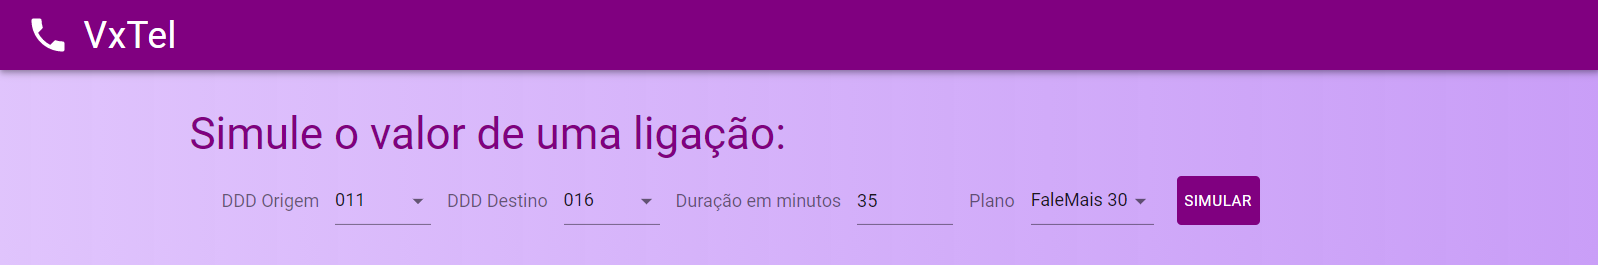 VxTel
Simule o valor de uma ligação:
DDD Origem 011 DDD Destino 016 Duração em minutos 35 Plano FaleMais 30 SIMULAR